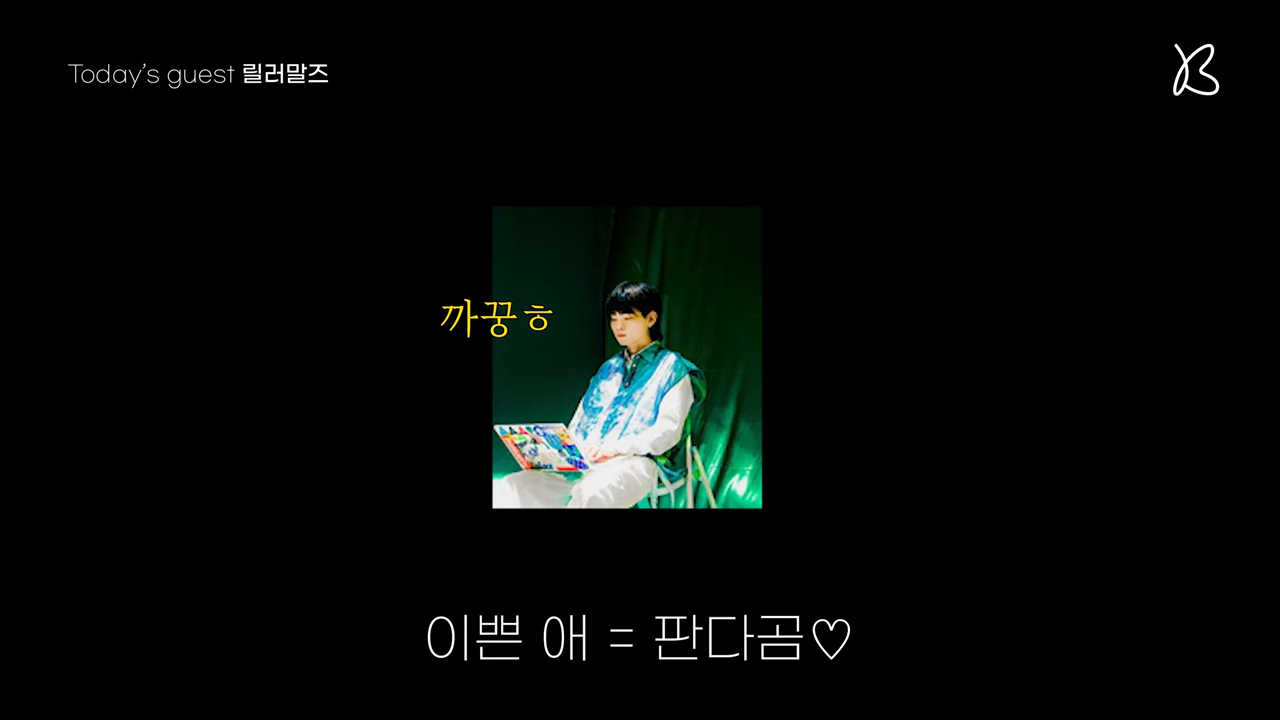 Today's guest 릴러말즈
까꿍ㅎ
이쁜 애 = 판다곰♡